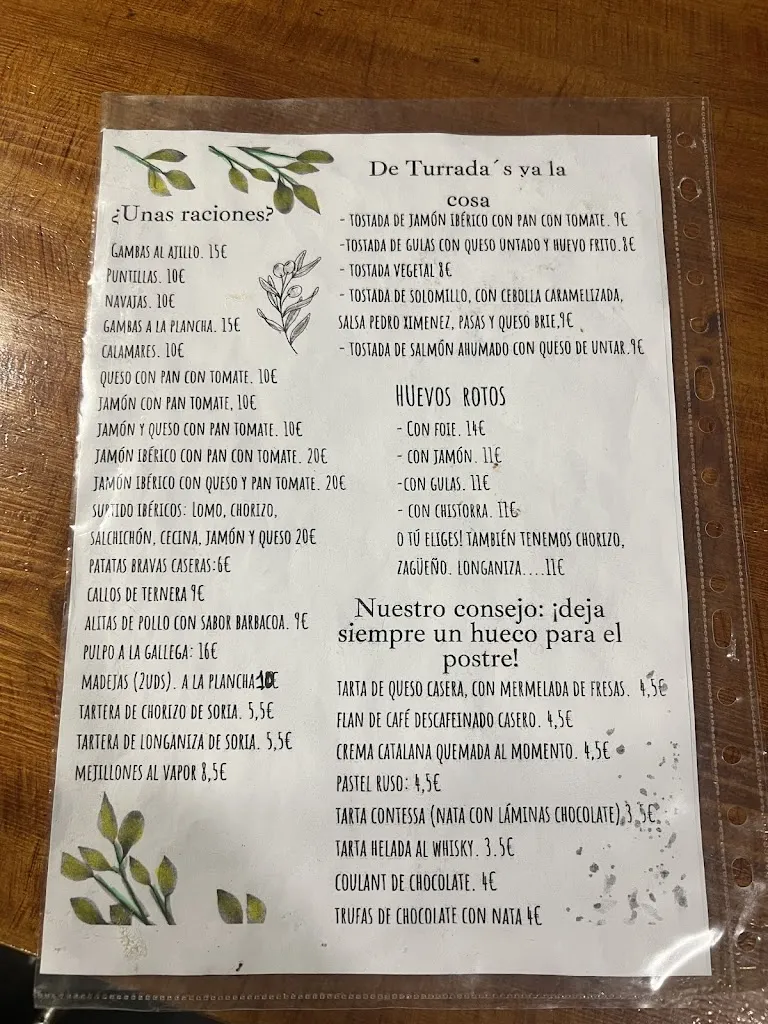 ¿Unas raciones?
GAMBAS AL AJILLO. 15€
PUNTILLAS. 10€
NAVAJAS. 10€
GAMBAS A LA PLANCHA. 15€
CALAMARES. 10€
QUESO CON PAN CON TOMATE. 10€
JAMÓN CON PAN TOMATE, 10€
JAMÓN Y QUESO CON PAN TOMATE. 10€
JAMÓN IBÉRICO CON PAN CON TOMATE. 20€
JAMÓN IBÉRICO CON QUESO Y PAN TOMATE. 20€
SURTIDO IBÉRICOS: LOMO, CHORIZO,
SALCHICHÓN, CECINA, JAMÓN Y QUESO 20€
PATATAS BRAVAS CASERAS:6€
CALLOS DE TERNERA 9€
ALITAS DE POLLO CON SABOR BARBACOA. 9€
PULPO A LA GALLEGA: 16€
MADEJAS (2UDS). A LA PLANCHA 10€
TARTERA DE CHORIZO DE SORIA. 5,5€
TARTERA DE LONGANIZA DE SORIA. 5,5€
MEJILLONES AL VAPOR 8,5€
De Turrada´s ya la
cosa
- TOSTADA DE JAMÓN IBÉRICO CON PAN CON TOMATE. 9€
-TOSTADA DE GULAS CON QUESO UNTADO Y HUEVO FRITO.8€
- TOSTADA VEGETAL 8€
- TOSTADA DE SOLOMILLO, CON CEBOLLA CARAMELIZADA,
SALSA PEDRO XIMENEZ, PASAS Y QUESO BRIE,9€
- TOSTADA DE SALMÓN AHUMADO CON QUESO DE UNTAR.9€
HUEVOS ROTOS
- CON FOIE. 14€
- CON JAMÓN. 11€
-CON GULAS. 11€
- CON CHISTORRA. 11€
O TÚ ELIGES! TAMBIÉN TENEMOS CHORIZO,
ZAGÜEÑO. LONGANIZA....11€
Nuestro consejo: ¡deja
siempre un hueco para el
postre!
TARTA DE QUESO CASERA, CON MERMELADA DE FRESAS. 4,5€
FLAN DE CAFÉ DESCAFEINADO CASERO. 4,5€
CREMA CATALANA QUEMADA AL MOMENTO. 4,5€
PASTEL RUSO: 4,5€
TARTA CONTESSA (NATA CON LÁMINAS CHOCOLATE),3,5€
TARTA HELADA AL WHISKY. 3.5€
COULANT DE CHOCOLATE. 4€
TRUFAS DE CHOCOLATE CON NATA 4€